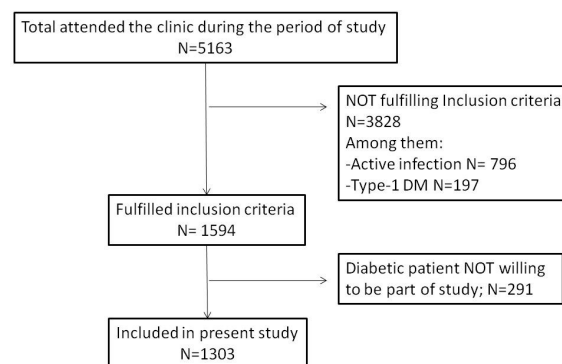 Total attended the clinic during the period of study
N=5163
NOT fulfilling Inclusion criteria
N=3828
Among them:
-Active infection N= 796
-Type-1 DM N=197
Fulfilled inclusion criteria
N= 1594
Diabetic patient NOT willing
to be part of study; N=291
Included in present study
N=1303